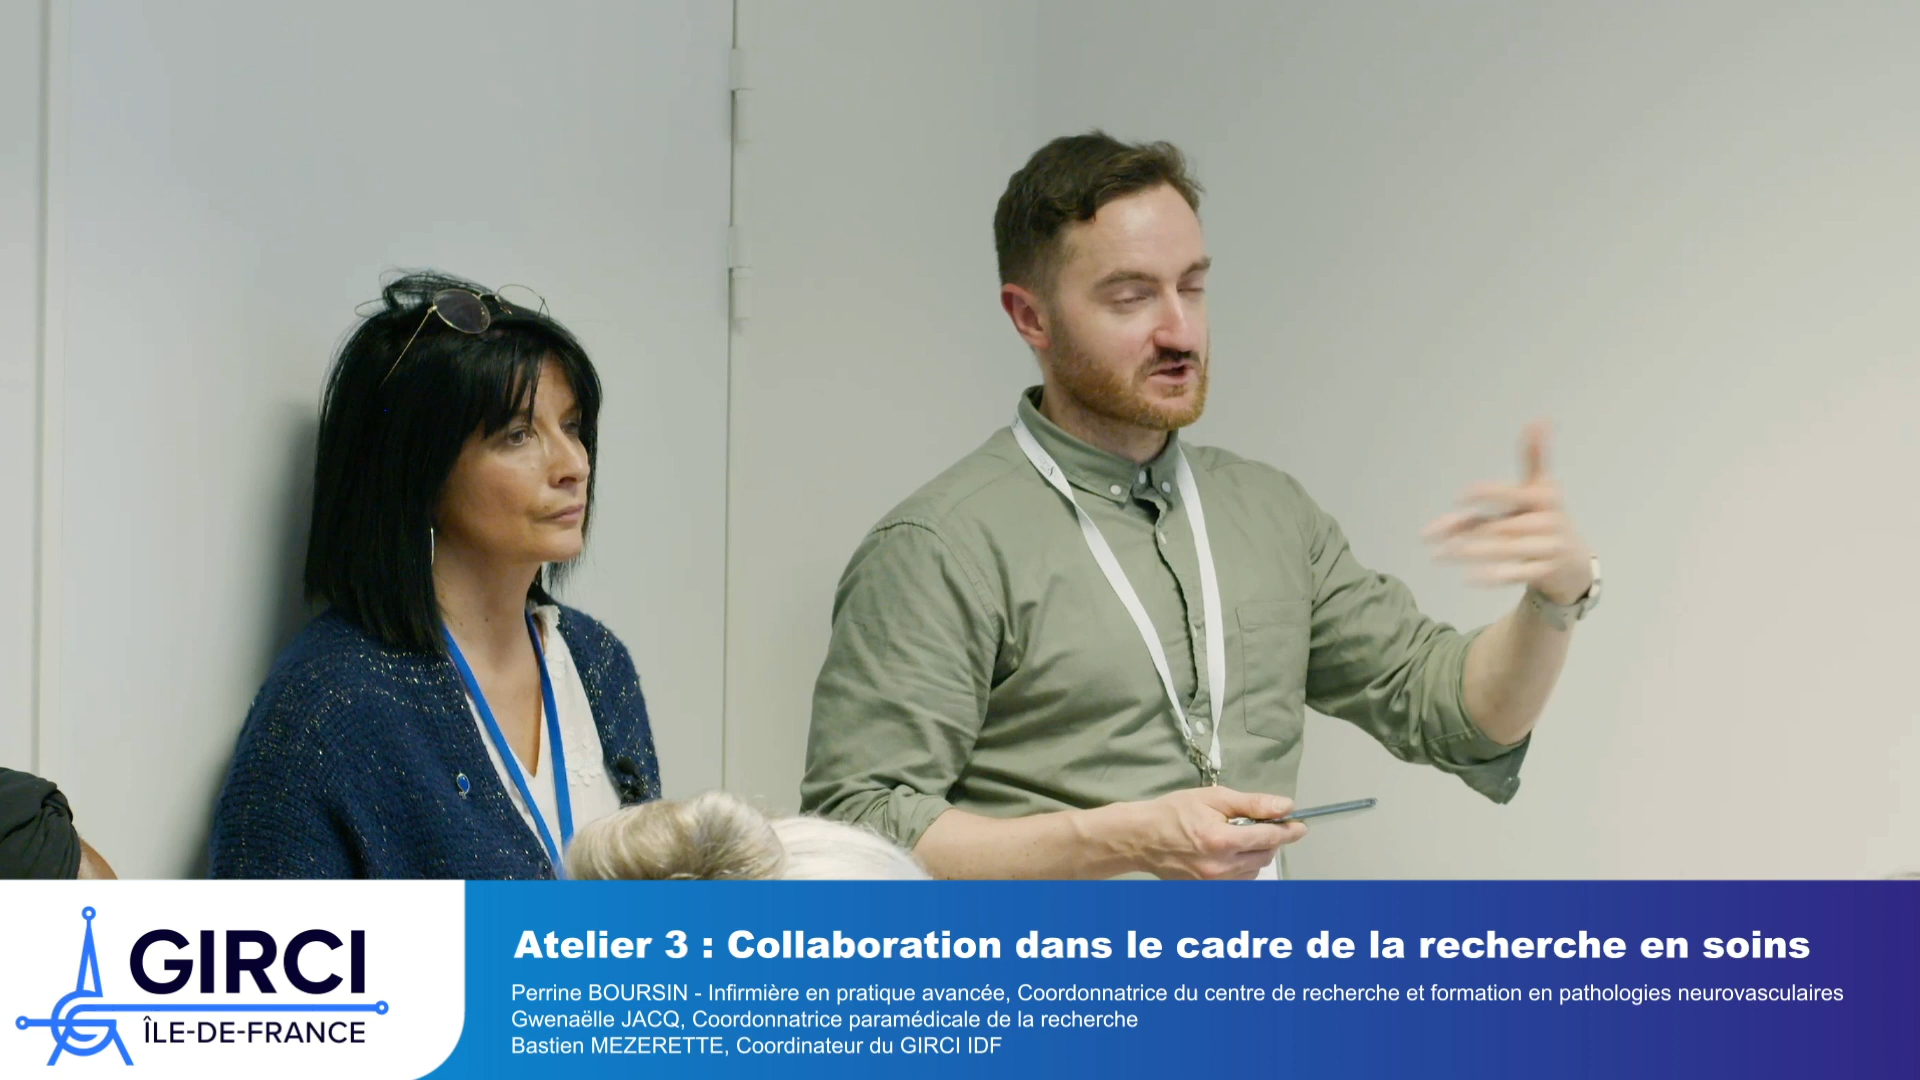 GIRCI
ÎLE-DE-FRANCE
Atelier 3 : Collaboration dans le cadre de la recherche en soins
Perrine BOURSIN - Infirmière en pratique avancée, Coordonnatrice du centre de recherche et formation en pathologies neurovasculaires
Gwenaëlle JACQ, Coordonnatrice paramédicale de la recherche
Bastien MEZERETTE, Coordinateur du GIRCI IDF